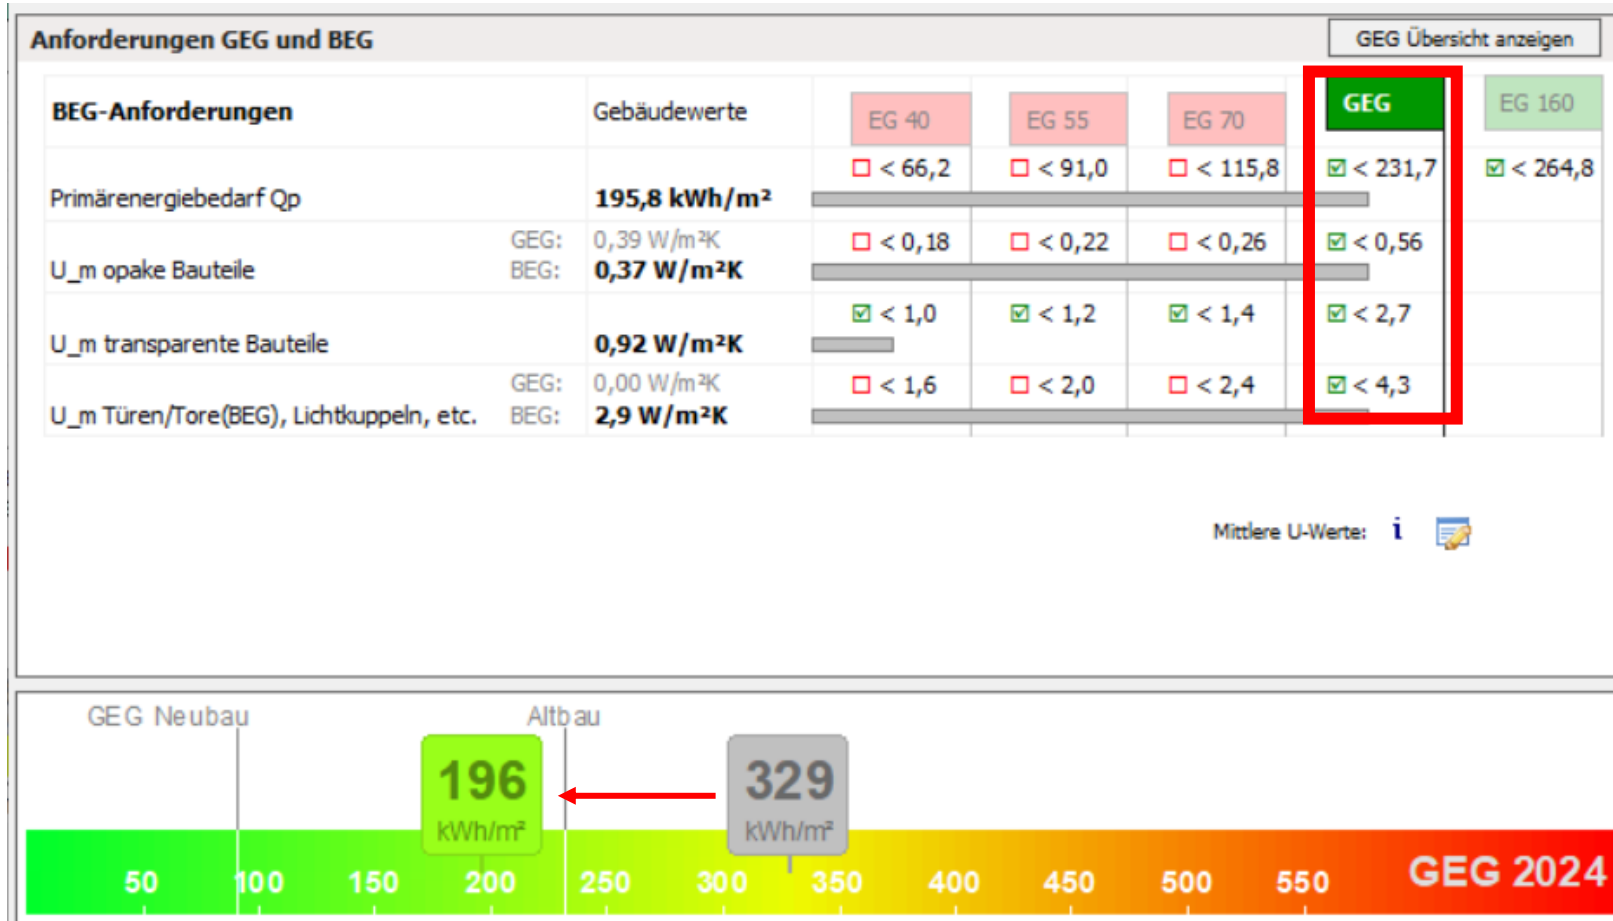 Anforderungen GEG und BEG
GEG Übersicht anzeigen
BEG-Anforderungen Gebäudewerte EG 40 EG 55 EG 70 GEG EG 160
< 66,2 < 91,0 < 115,8 < 231,7 < 264,8
Primärenergiebedarf Qp 195,8 kWh/m²
GEG: 0,39 W/m²K < 0,18 < 0,22 < 0,26 < 0,56
U_m opake Bauteile BEG: 0,37 W/m²K
< 1,0 < 1,2 < 1,4 < 2,7
U_m transparente Bauteile 0,92 W/m²K
GEG: 0,00 W/m²K < 1,6 < 2,0 < 2,4 < 4,3
U_m Türen/Tore(BEG), Lichtkuppeln, etc. BEG: 2,9 W/m²K
Mittlere U-Werte: i
GEG Neubau Altbau
196 329
kWh/m² kWh/m²
50 100 150 200 250 300 350 400 450 500 550 GEG 2024